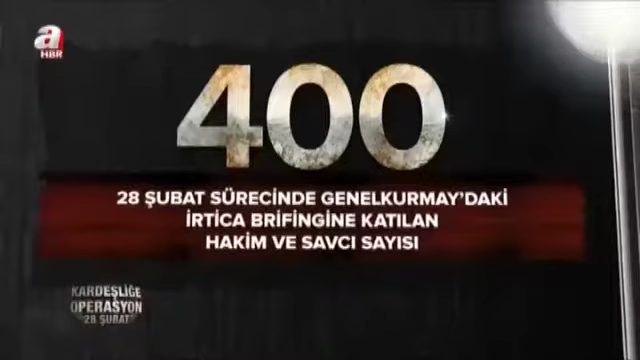 a
HBR
400
28 ŞUBAT SÜRECİNDE GENELKURMAY'DAKİ
İRTİCA BRİFİNGİNE KATILAN
HAKİM VE SAVCI SAYISI
KARDEŞLİĞE
OPERASYON
28 ŞUBAT